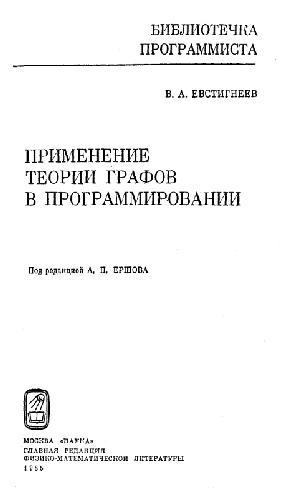 БИБЛИОТЕЧКА
ПРОГРАММИСТА
В. А. ЕВСТИГНЕЕВ
ПРИМЕНЕНИЕ
ТЕОРИИ ГРАФОВ
В ПРОГРАММИРОВАНИИ
Под редакцией А. П. ЕРШОВА
МОСКВА «НАУКА»
ГЛАВНАЯ РЕДАКЦИЯ
ФИЗИКО-МАТЕМАТИЧЕСКОЙ ЛИТЕРАТУРЫ